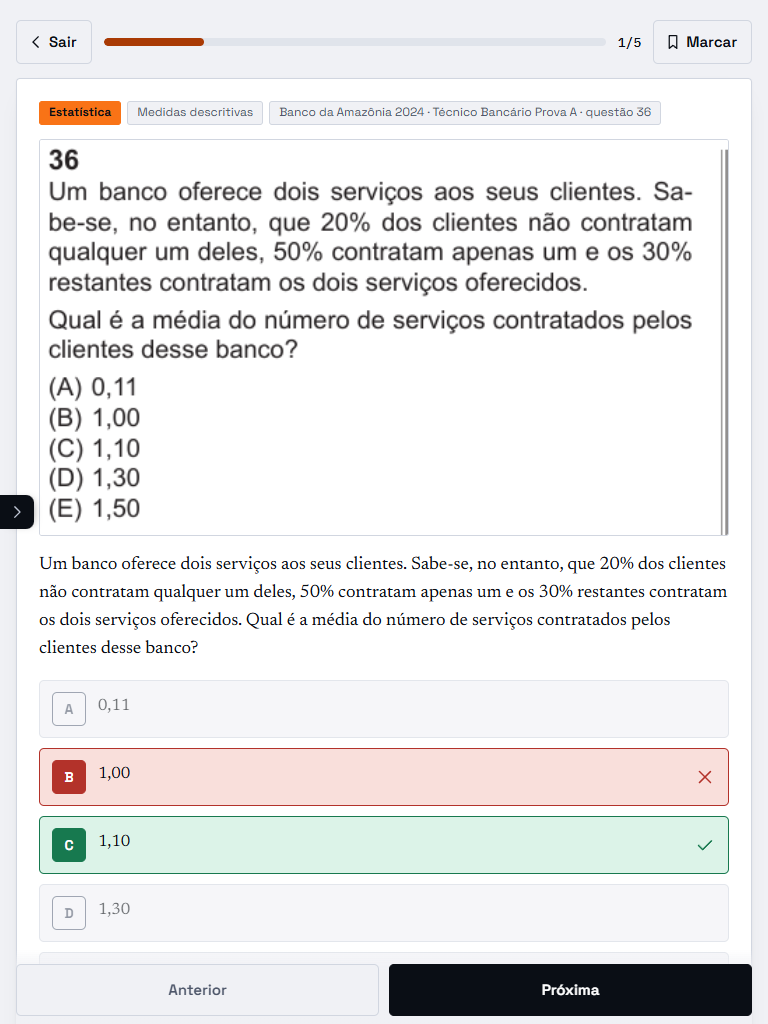 Sair
1/5
Marcar
Estatística
Medidas descritivas
Banco da Amazônia 2024 · Técnico Bancário Prova A · questão 36
36
Um banco oferece dois serviços aos seus clientes. Sa-
be-se, no entanto, que 20% dos clientes não contratam
qualquer um deles, 50% contratam apenas um e os 30%
restantes contratam os dois serviços oferecidos.
Qual é a média do número de serviços contratados pelos
clientes desse banco?
(A) 0,11
(B) 1,00
(C) 1,10
(D) 1,30
(E) 1,50
Um banco oferece dois serviços aos seus clientes. Sabe-se, no entanto, que 20% dos clientes
não contratam qualquer um deles, 50% contratam apenas um e os 30% restantes contratam
os dois serviços oferecidos. Qual é a média do número de serviços contratados pelos
clientes desse banco?
A 0,11
B 1,00
C 1,10
D 1,30
Anterior
Próxima